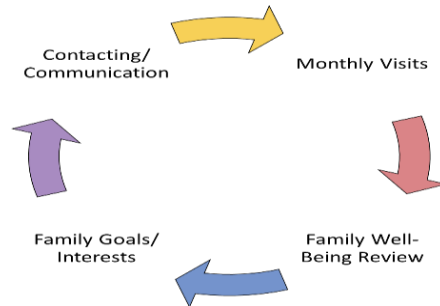 Contacting/
Communication
Monthly Visits
Family Well-
Being Review
Family Goals/
Interests